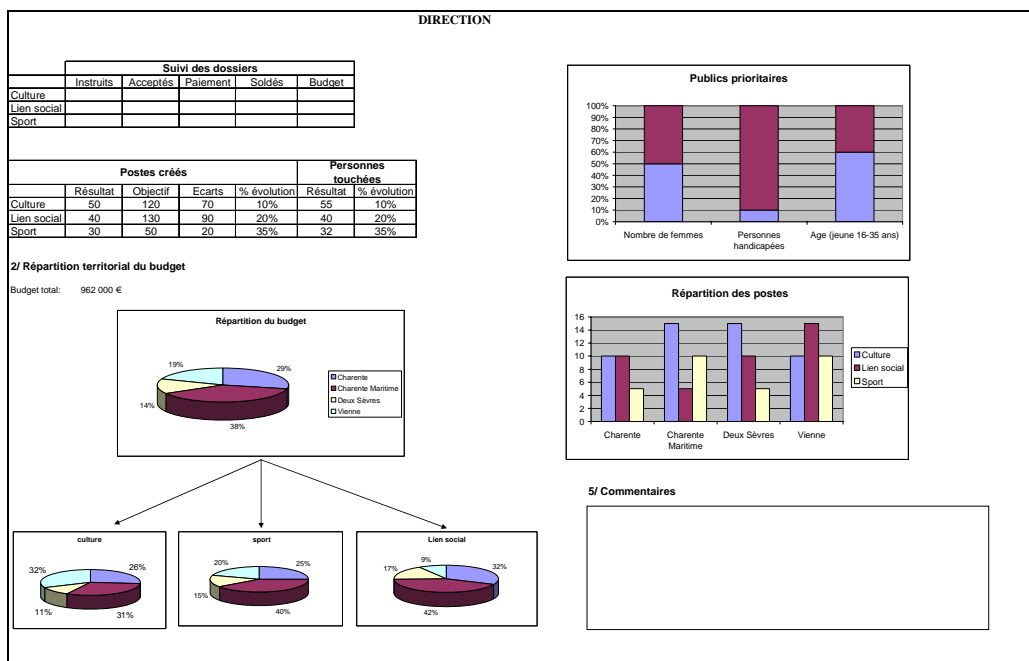 DIRECTION
Suivi des dossiers
Instruits Acceptés Paiement Soldés Budget
Culture
Lien social
Sport
Postes créés Personnes touchées
Résultat Objectif Ecarts % évolution Résultat % évolution
Culture 50 120 70 10% 55 10%
Lien social 40 130 90 20% 40 20%
Sport 30 50 20 35% 32 35%
2/ Répartition territorial du budget
Budget total: 962 000 €
Répartition du budget
19%
29%
14%
38%
Charente
Charente Maritime
Deux Sèvres
Vienne
culture
32%
26%
11%
31%
sport
20%
25%
15%
40%
Lien social
9%
32%
17%
42%
Publics prioritaires
100%
90%
80%
70%
60%
50%
40%
30%
20%
10%
0%
Nombre de femmes
Personnes handicapées
Age (jeune 16-35 ans)
Répartition des postes
16
14
12
10
8
6
4
2
0
Charente
Charente Maritime
Deux Sèvres
Vienne
Culture
Lien social
Sport
5/ Commentaires